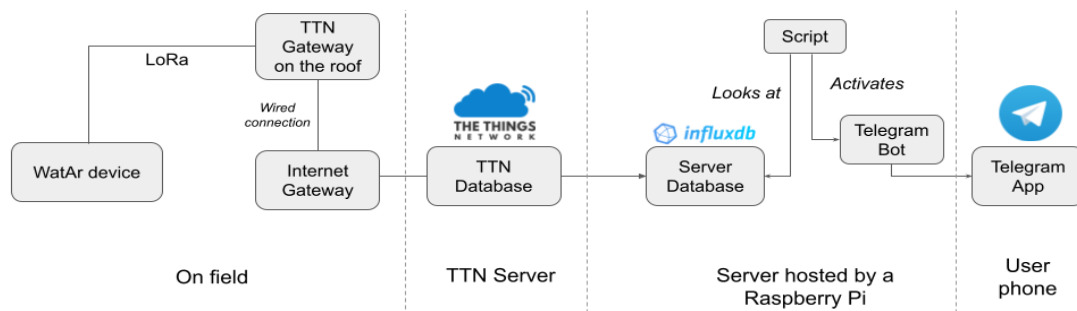 TTN
Gateway
on the roof
LoRa
Wired
connection
WatAr device
Internet
Gateway
THE THINGS
NETWORK
TTN
Database
Script
Looks at
Activates
influxdb
Server
Database
Telegram
Bot
Telegram
App
On field
TTN Server
Server hosted by a
Raspberry Pi
User
phone